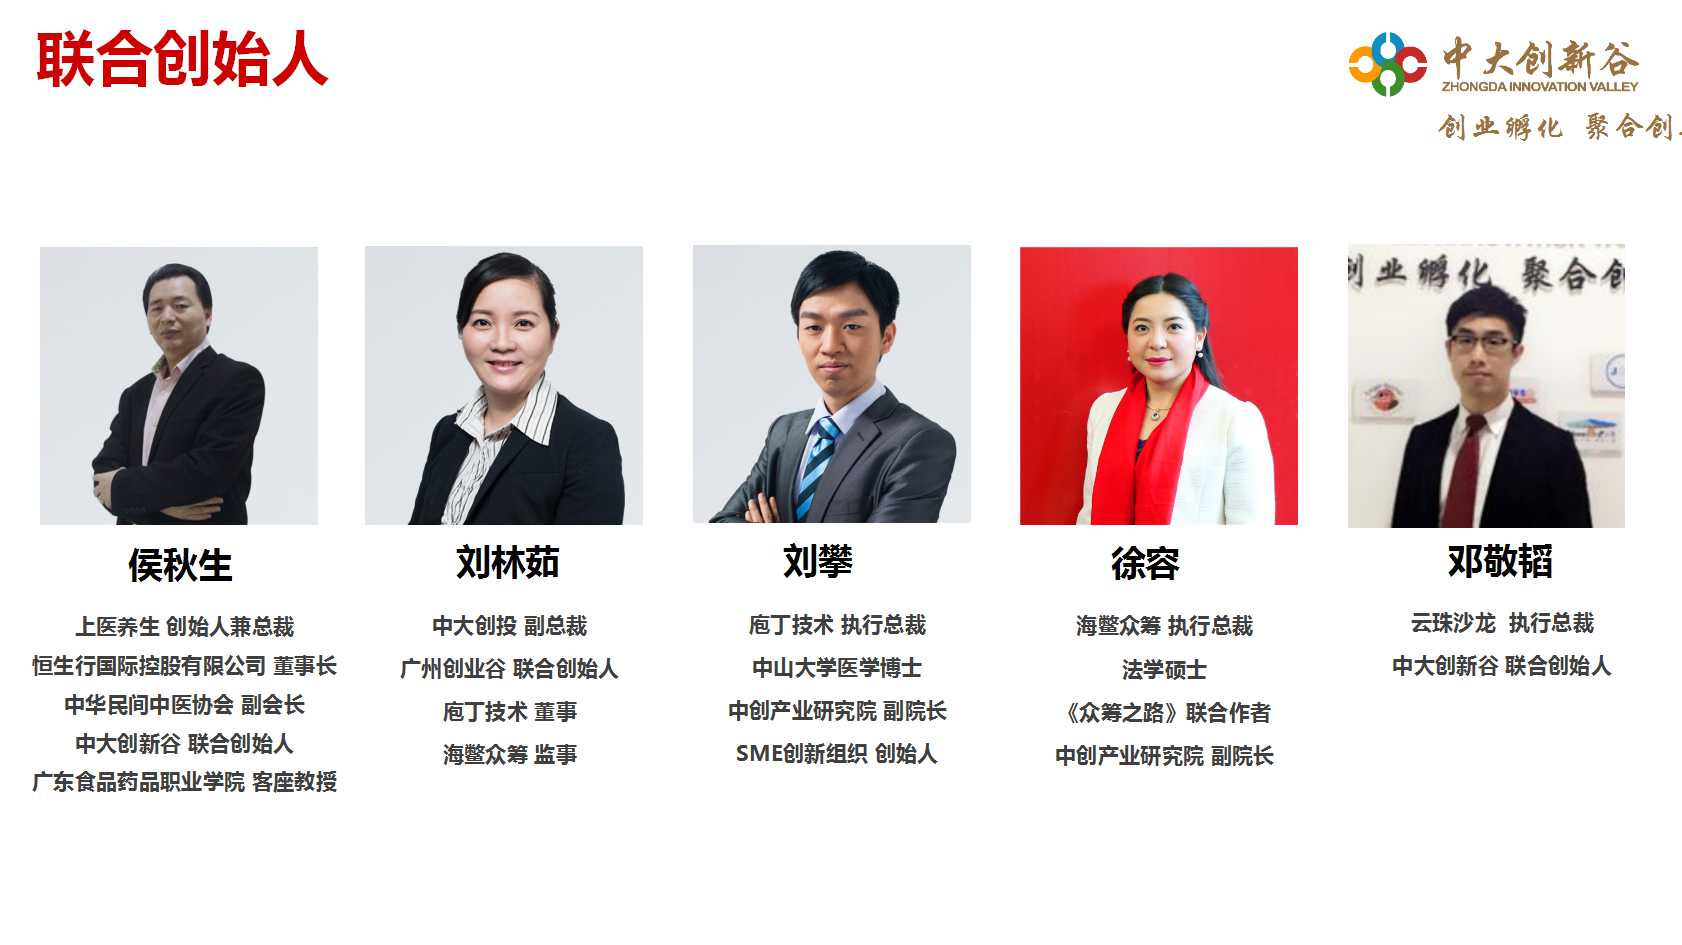 联合创始人
中大创新谷
ZHONGDA INNOVATION VALLEY
创业孵化 聚合创
创业孵化 聚合创
侯秋生
上医养生 创始人兼总裁
恒生行国际控股有限公司 董事长
中华民间中医协会 副会长
中大创新谷 联合创始人
广东食品药品职业学院 客座教授
刘林茹
中大创投 副总裁
广州创业谷 联合创始人
庖丁技术 董事
海鳖众筹 监事
刘攀
庖丁技术 执行总裁
中山大学医学博士
中创产业研究院 副院长
SME创新组织 创始人
徐容
海鳖众筹 执行总裁
法学硕士
《众筹之路》联合作者
中创产业研究院 副院长
邓敬韬
云珠沙龙 执行总裁
中大创新谷 联合创始人